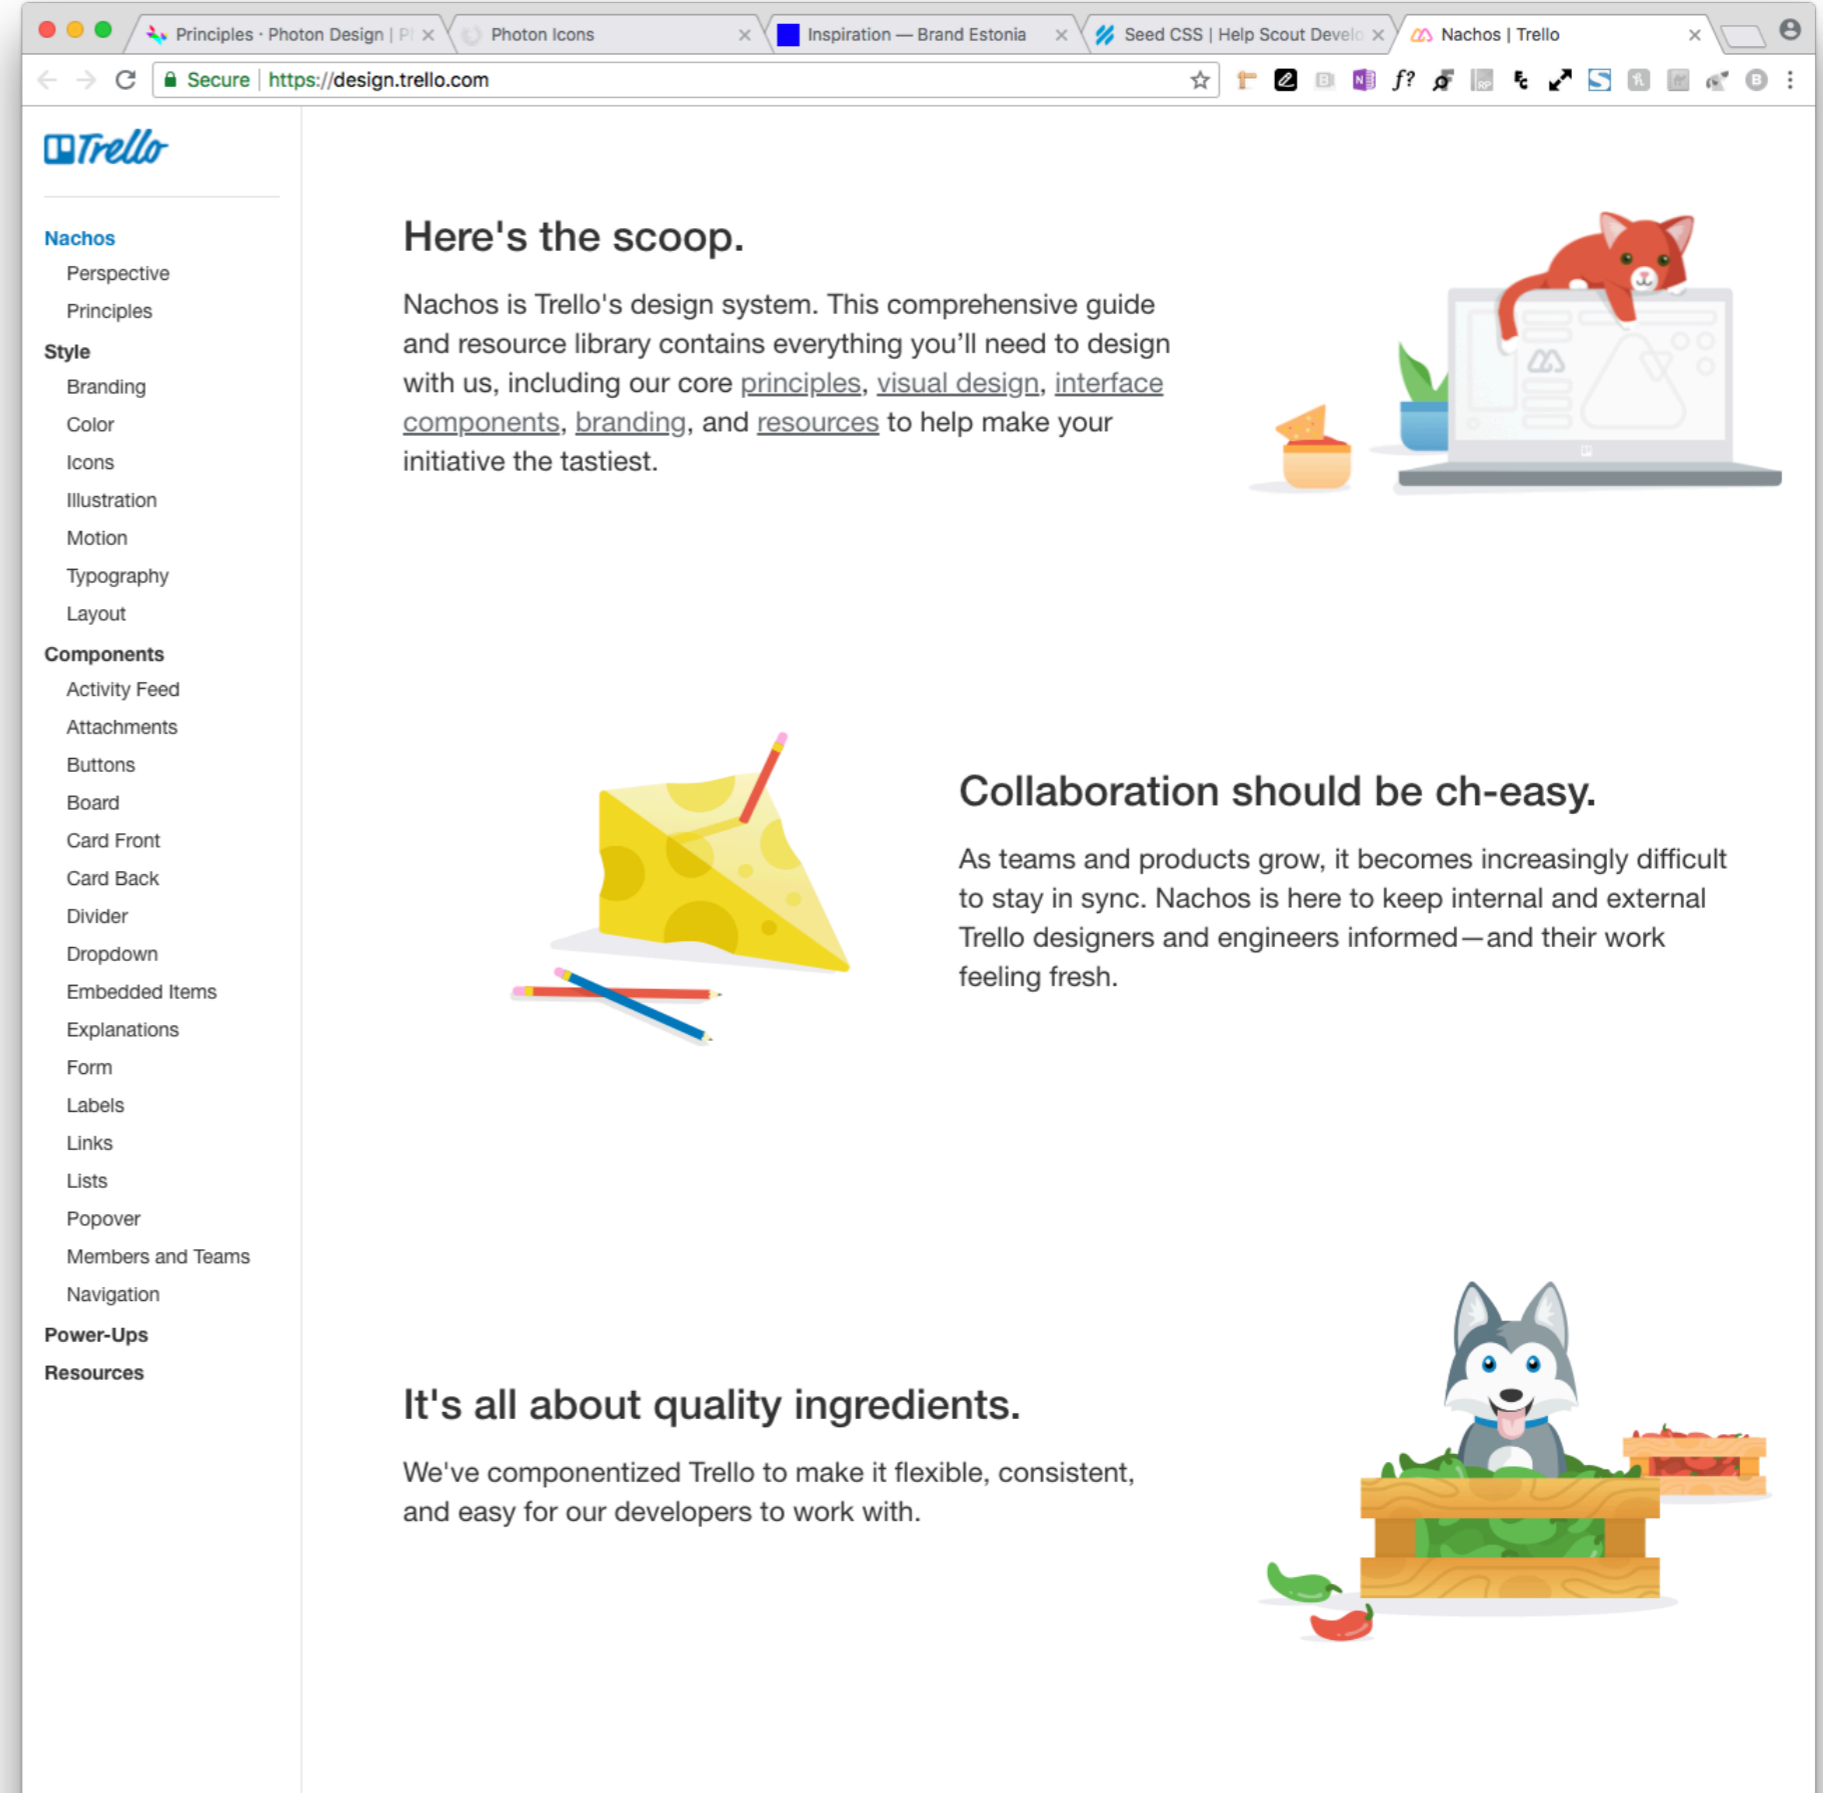 Principles · Photon Design | P
Photon Icons
Inspiration — Brand Estonia
Seed CSS | Help Scout Develo
Nachos | Trello
Secure
https://design.trello.com
f?
Trello
Nachos
Perspective
Principles
Style
Branding
Color
Icons
Illustration
Motion
Typography
Layout
Components
Activity Feed
Attachments
Buttons
Board
Card Front
Card Back
Divider
Dropdown
Embedded Items
Explanations
Form
Labels
Links
Lists
Popover
Members and Teams
Navigation
Power-Ups
Resources
Here's the scoop.
Nachos is Trello's design system. This comprehensive guide
and resource library contains everything you’ll need to design
with us, including our core principles, visual design, interface
components, branding, and resources to help make your
initiative the tastiest.
Collaboration should be ch-easy.
As teams and products grow, it becomes increasingly difficult
to stay in sync. Nachos is here to keep internal and external
Trello designers and engineers informed—and their work
feeling fresh.
It's all about quality ingredients.
We've componentized Trello to make it flexible, consistent,
and easy for our developers to work with.